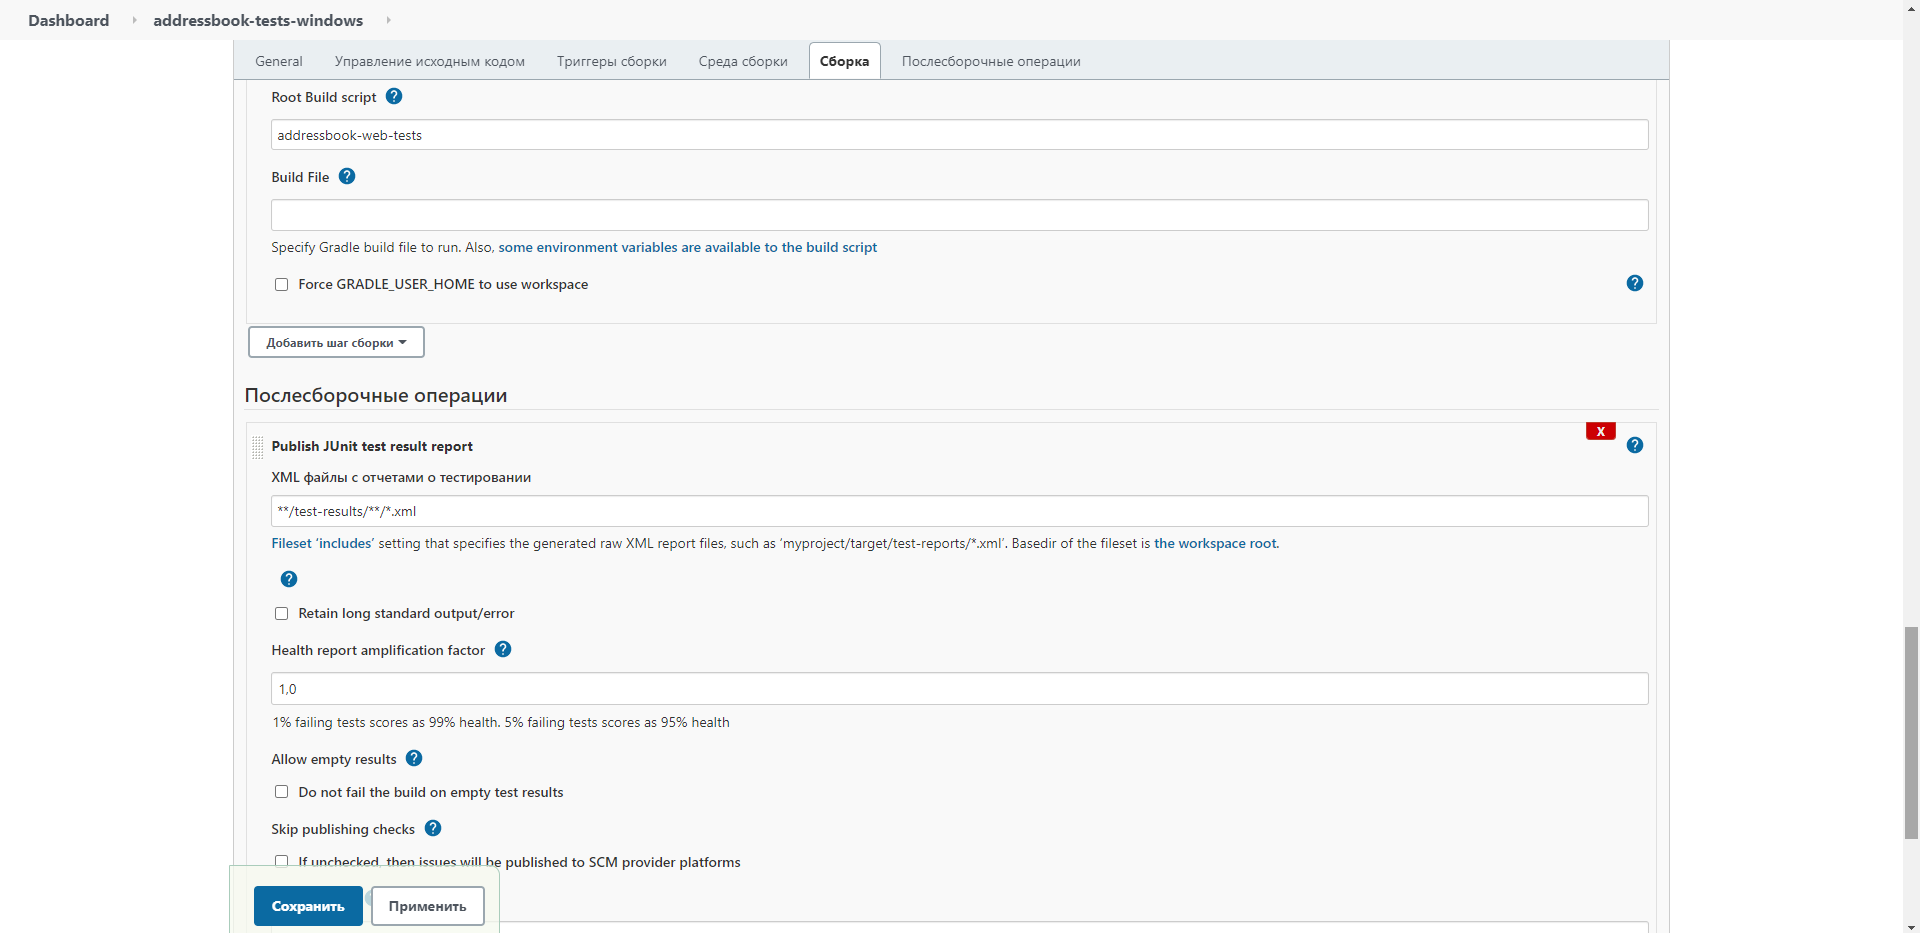 Dashboard addressbook-tests-windows
General Управление исходным кодом Триггеры сборки Среда сборки Сборка Послесборочные операции
Root Build script ?
addressbook-web-tests
Build File ?
Specify Gradle build file to run. Also, some environment variables are available to the build script
Force GRADLE_USER_HOME to use workspace ?
Добавить шаг сборки
Послесборочные операции
X
Publish JUnit test result report ?
XML файлы с отчетами о тестировании
**/test-results/**/*.xml
Fileset ‘includes’ setting that specifies the generated raw XML report files, such as ‘myproject/target/test-reports/*.xml’. Basedir of the fileset is the workspace root.
?
Retain long standard output/error
Health report amplification factor ?
1,0
1% failing tests scores as 99% health. 5% failing tests scores as 95% health
Allow empty results ?
Do not fail the build on empty test results
Skip publishing checks ?
If unchecked, then issues will be published to SCM provider platforms
Сохранить Применить